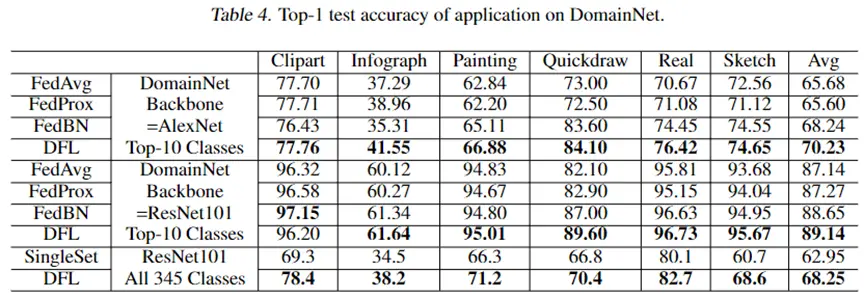 Table 4. Top-1 test accuracy of application on DomainNet.
Clipart Infograph Painting Quickdraw Real Sketch Avg
FedAvg DomainNet 77.70 37.29 62.84 73.00 70.67 72.56 65.68
FedProx Backbone 77.71 38.96 62.20 72.50 71.08 71.12 65.60
FedBN =AlexNet 76.43 35.31 65.11 83.60 74.45 74.55 68.24
DFL Top-10 Classes 77.76 41.55 66.88 84.10 76.42 74.65 70.23
FedAvg DomainNet 96.32 60.12 94.83 82.10 95.81 93.68 87.14
FedProx Backbone 96.58 60.27 94.67 82.90 95.15 94.04 87.27
FedBN =ResNet101 97.15 61.34 94.80 87.00 96.63 94.95 88.65
DFL Top-10 Classes 96.20 61.64 95.01 89.60 96.73 95.67 89.14
SingleSet ResNet101 69.3 34.5 66.3 66.8 80.1 60.7 62.95
DFL All 345 Classes 78.4 38.2 71.2 70.4 82.7 68.6 68.25